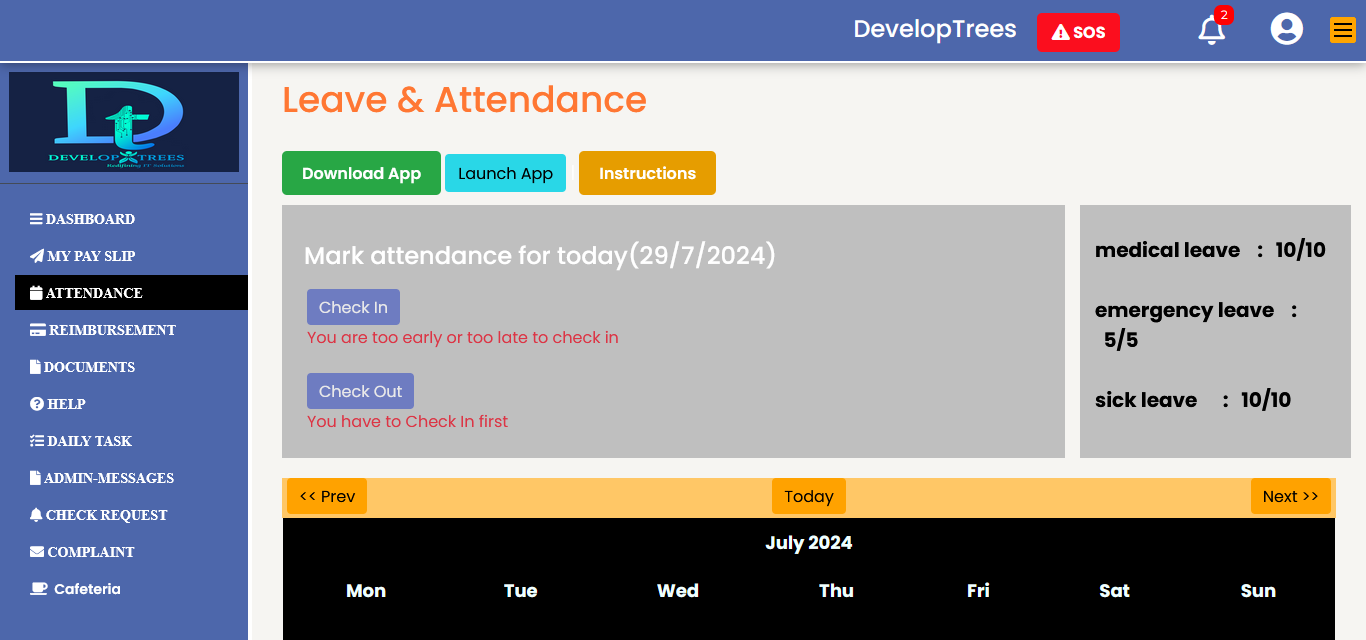 DevelopTrees
SOS
2
Dt
DEVELOP TREES
Redefining IT Solutions
DASHBOARD
MY PAY SLIP
ATTENDANCE
REIMBURSEMENT
DOCUMENTS
HELP
DAILY TASK
ADMIN-MESSAGES
CHECK REQUEST
COMPLAINT
Cafeteria
Leave & Attendance
Download App
Launch App
Instructions
Mark attendance for today(29/7/2024)
Check In
You are too early or too late to check in
Check Out
You have to Check In first
medical leave : 10/10
emergency leave :
5/5
sick leave : 10/10
<< Prev
Today
Next >>
July 2024
Mon Tue Wed Thu Fri Sat Sun